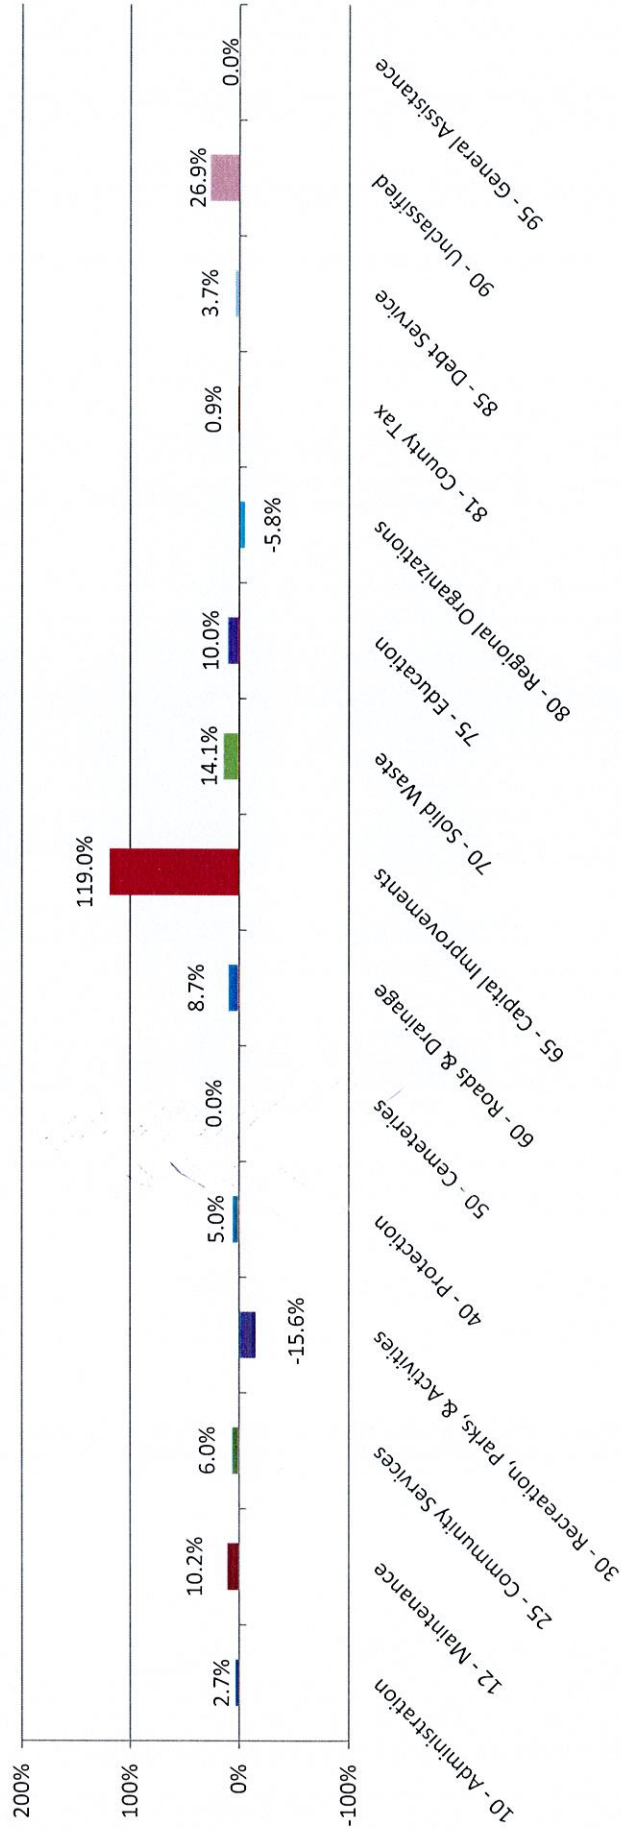 200%
100%
0%
-100%
2.7%
10.2%
6.0%
-15.6%
5.0%
0.0%
8.7%
119.0%
14.1%
10.0%
-5.8%
0.9%
3.7%
26.9%
0.0%
10 - Administration
12 - Maintenance
25 - Community Services
30 - Recreation, Parks, & Activities
40 - Protection
50 - Cemeteries
60 - Roads & Drainage
65 - Capital Improvements
70 - Solid Waste
75 - Education
80 - Regional Organizations
81 - County Tax
85 - Debt Service
90 - Unclassified
95 - General Assistance